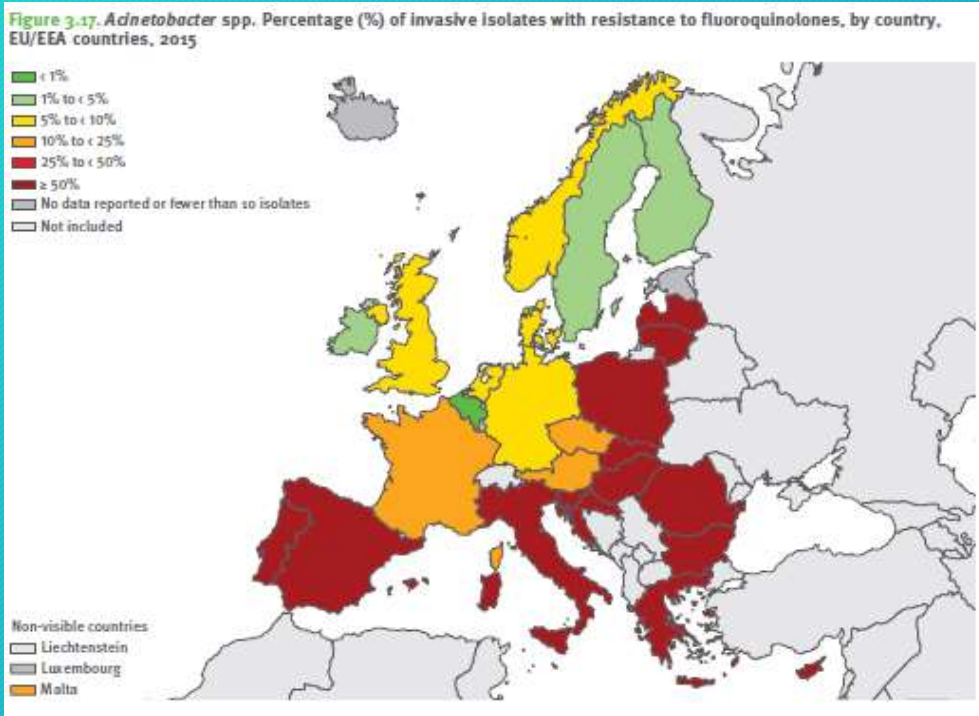 Figure 3.17. Acinetobacter spp. Percentage (%) of invasive isolates with resistance to fluoroquinolones, by country,
EU/EEA countries, 2015
< 1%
1% to < 5%
5% to < 10%
10% to < 25%
25% to < 50%
≥ 50%
No data reported or fewer than 10 isolates
Not included
Non-visible countries
Liechtenstein
Luxembourg
Malta